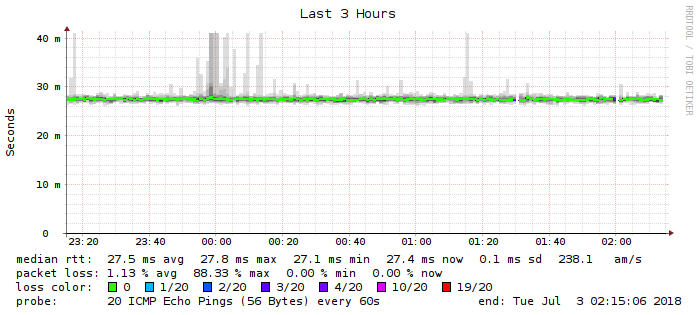 Last 3 Hours
RRDTOOL / TOBI OETIKER
Seconds
40 m
30 m
20 m
10 m
0
23:20 23:40 00:00 00:20 00:40 01:00 01:20 01:40 02:00
median rtt: 27.5 ms avg 27.8 ms max 27.1 ms min 27.4 ms now 0.1 ms sd 238.1 am/s
packet loss: 1.13 % avg 88.33 % max 0.00 % min 0.00 % now
loss color: 0 1/20 2/20 3/20 4/20 10/20 19/20
probe: 20 ICMP Echo Pings (56 Bytes) every 60s end: Tue Jul 3 02:15:06 2018